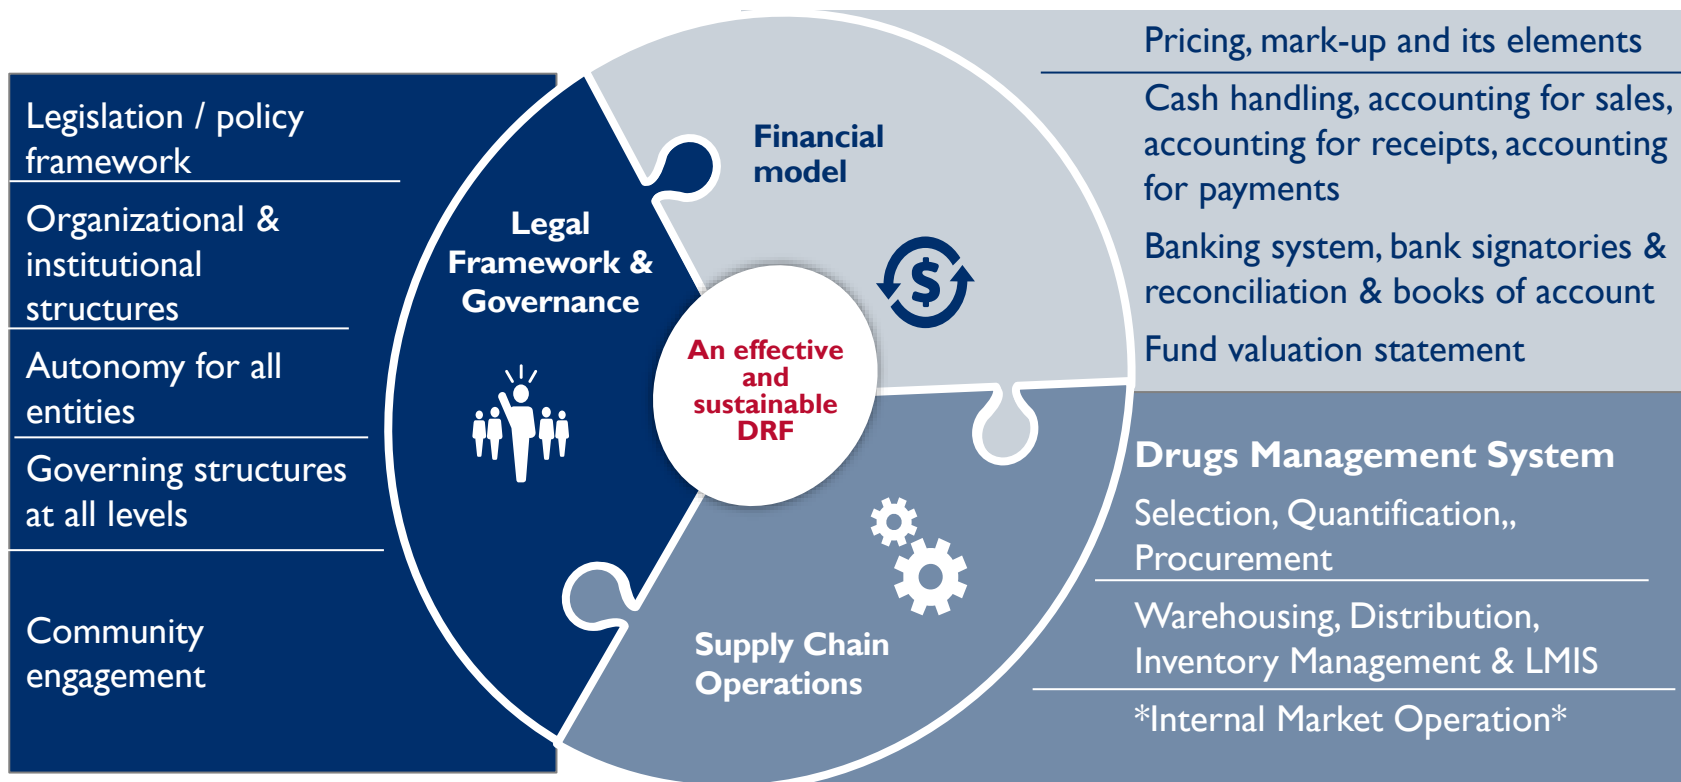 Legislation / policy
framework
Organizational &
institutional
structures
Autonomy for all
entities
Governing structures
at all levels
Community
engagement
Legal
Framework &
Governance
Financial
model
$
An effective
and
sustainable
DRF
Supply Chain
Operations
Pricing, mark-up and its elements
Cash handling, accounting for sales,
accounting for receipts, accounting
for payments
Banking system, bank signatories &
reconciliation & books of account
Fund valuation statement
Drugs Management System
Selection, Quantification,,
Procurement
Warehousing, Distribution,
Inventory Management & LMIS
*Internal Market Operation*